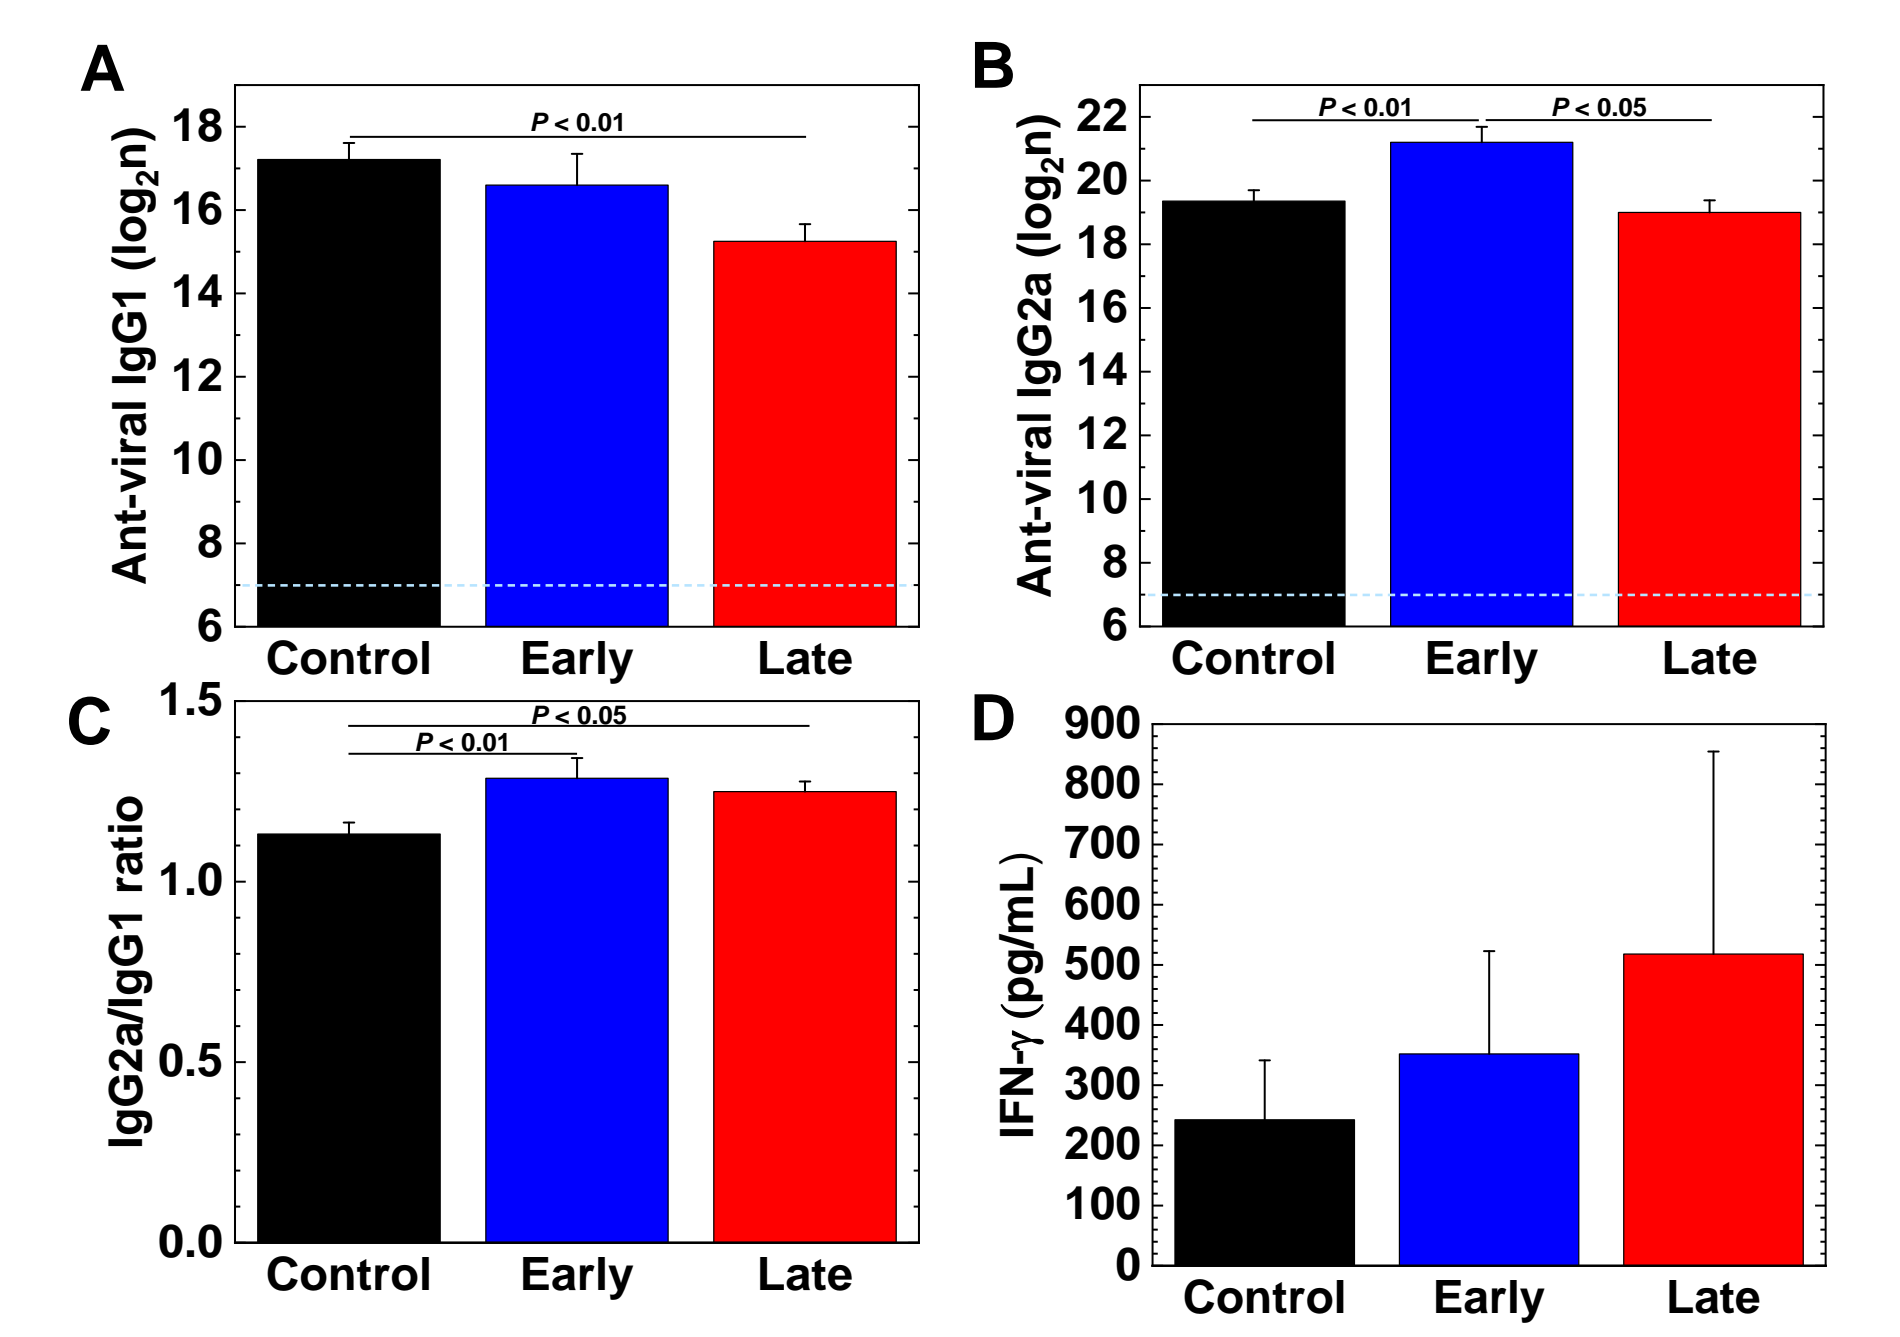 A
Ant-viral IgG1 (log2n)
18
16
14
12
10
8
6
P < 0.01
Control Early Late
B
Ant-viral IgG2a (log2n)
22
20
18
16
14
12
10
8
6
P < 0.01 P < 0.05
Control Early Late
C
IgG2a/IgG1 ratio
1.5
1.0
0.5
0.0
P < 0.05
P < 0.01
Control Early Late
D
IFN-γ (pg/mL)
900
800
700
600
500
400
300
200
100
0
Control Early Late